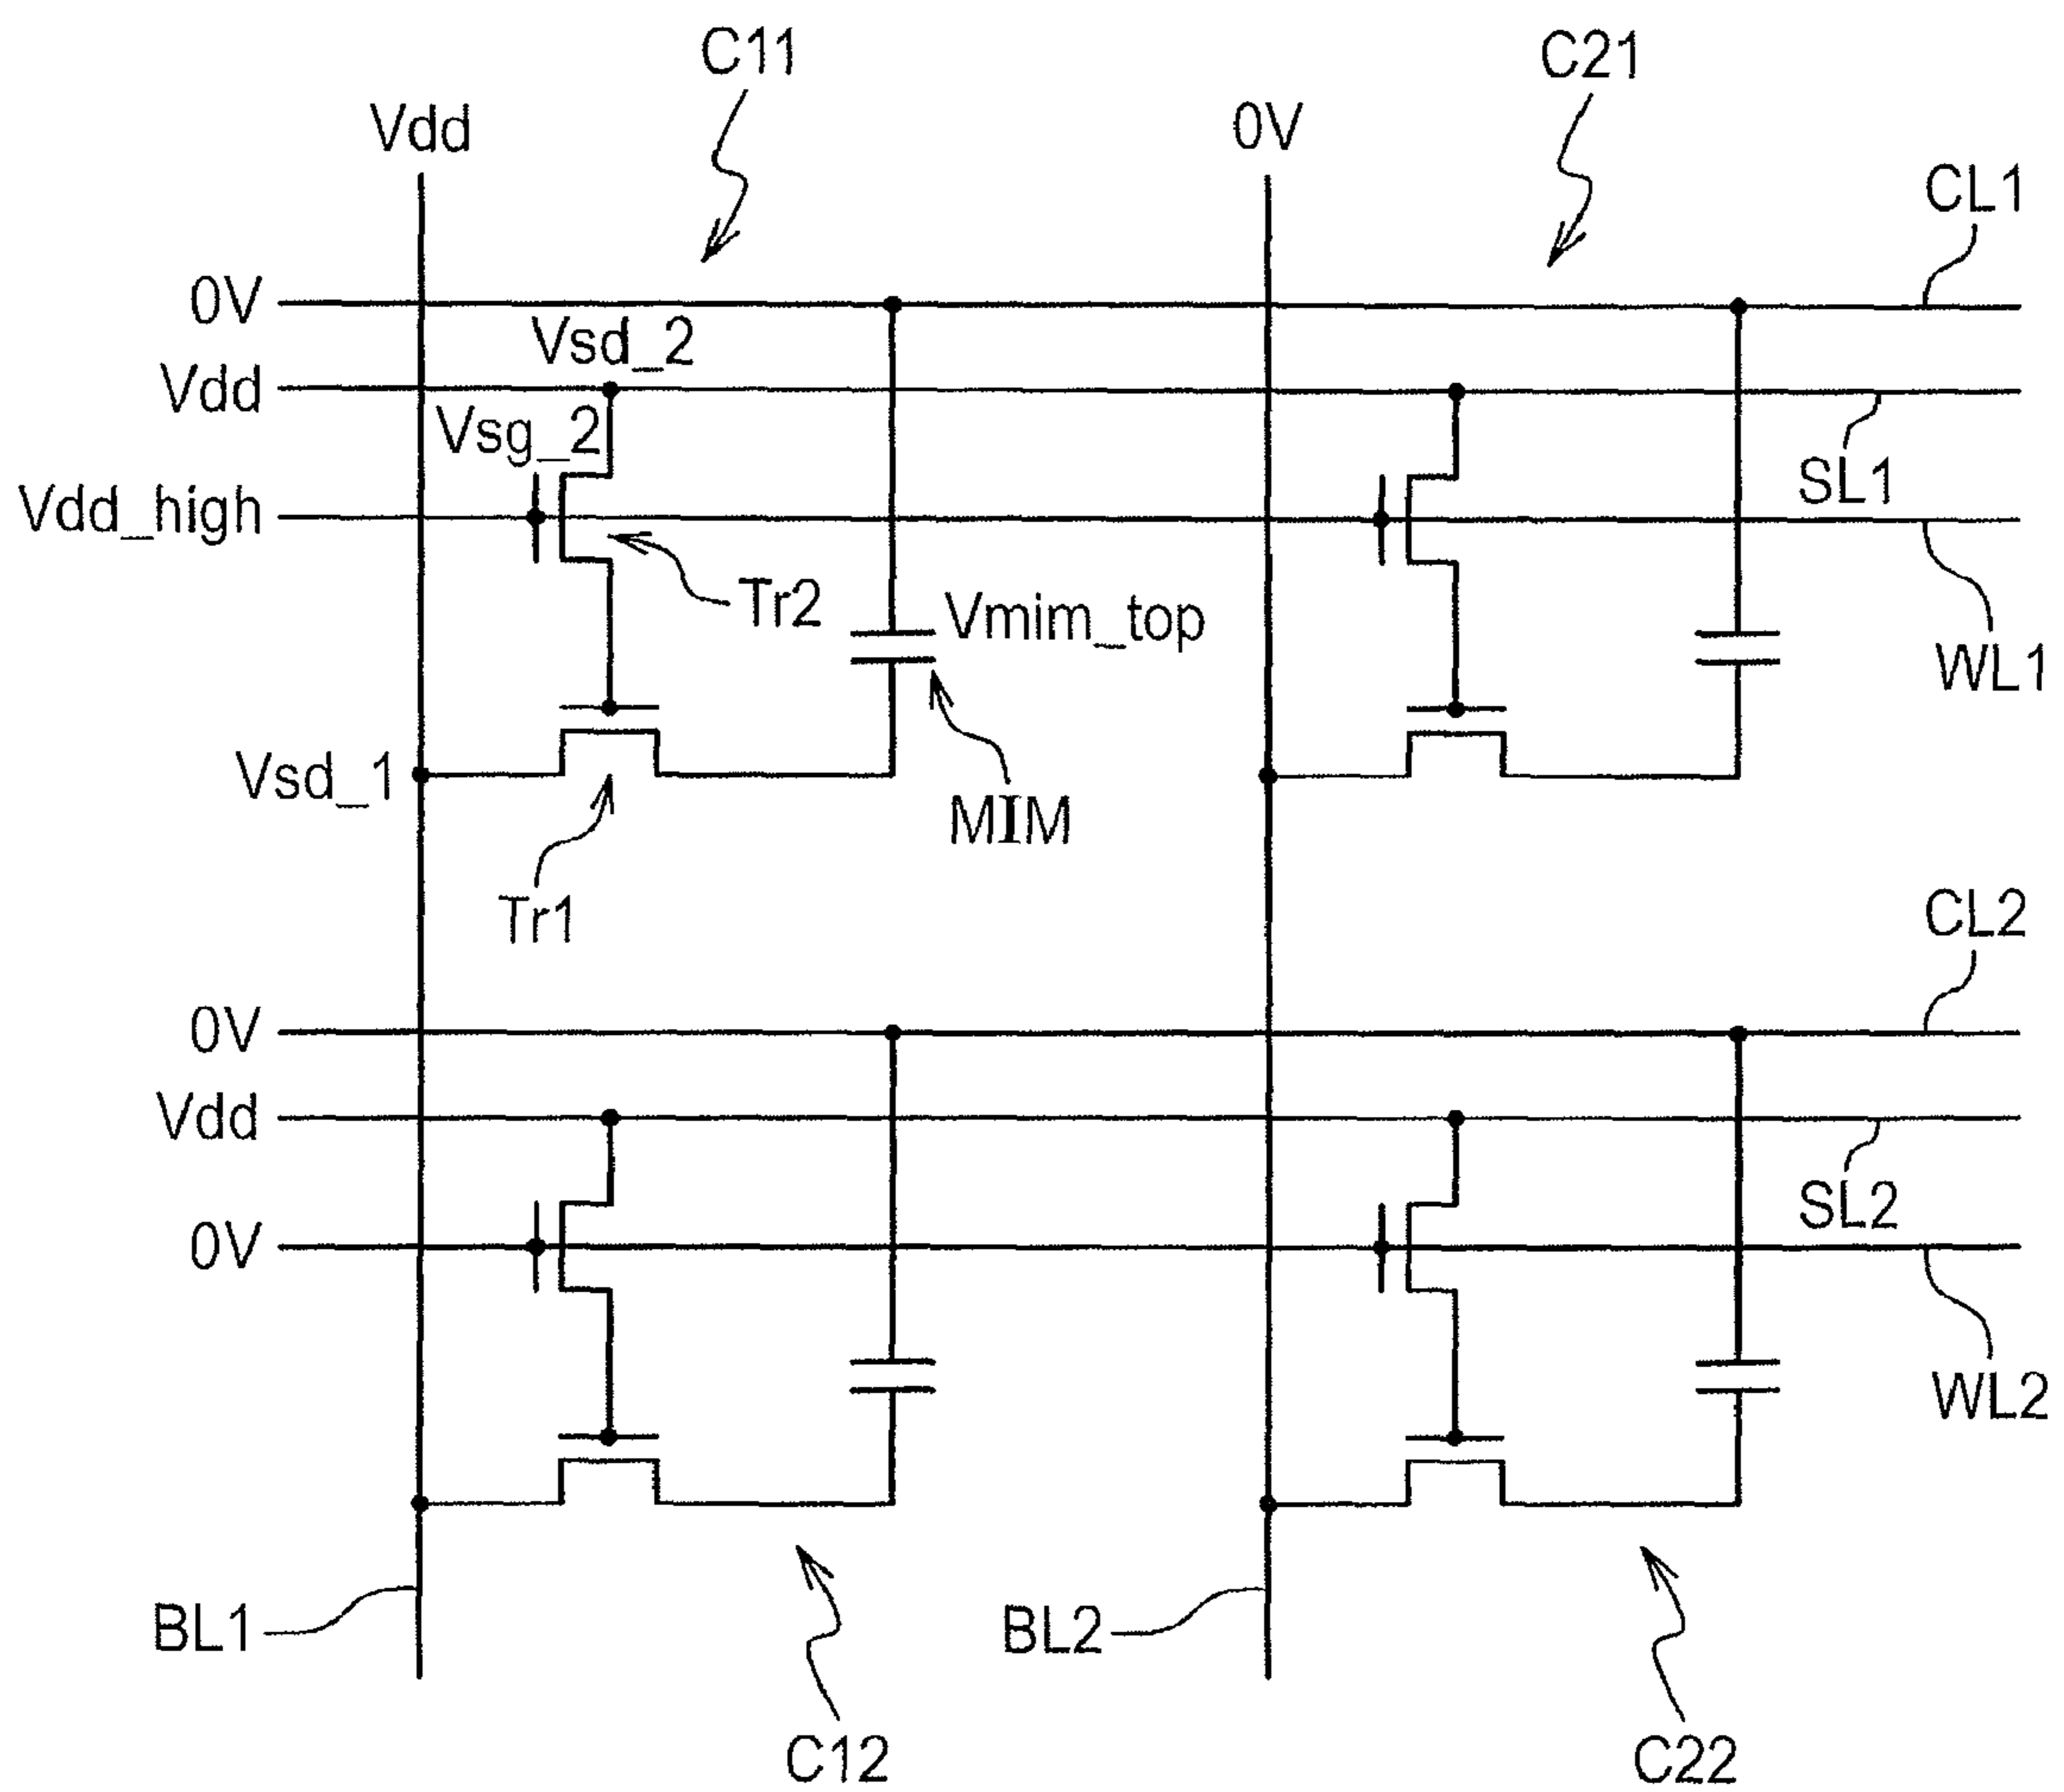 C11
C21
Vdd
0V
CL1
0V
Vsd_2
Vdd
Vsg_2
SL1
Vdd_high
Tr2
Vmim_top
WL1
Vsd_1
MIM
Tr1
CL2
0V
Vdd
SL2
0V
WL2
BL1
BL2
C12
C22